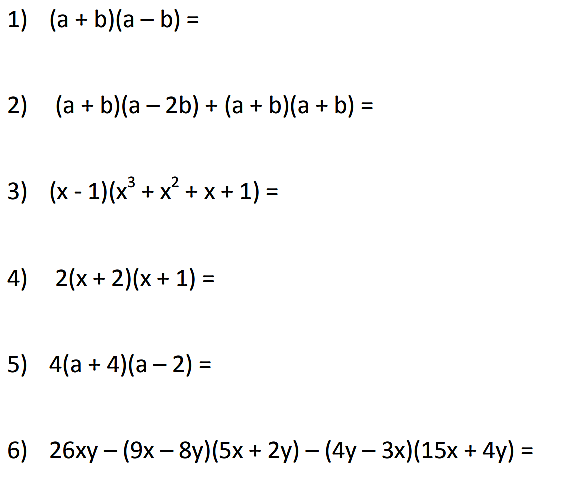 1) (a + b)(a – b) =
2) (a + b)(a – 2b) + (a + b)(a + b) =
3) (x - 1)(x³ + x² + x + 1) =
4) 2(x + 2)(x + 1) =
5) 4(a + 4)(a – 2) =
6) 26xy – (9x – 8y)(5x + 2y) – (4y – 3x)(15x + 4y) =